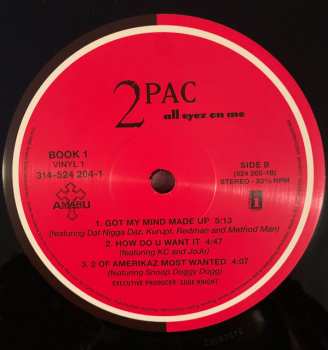 2PAC
all eyez on me
BOOK 1
VINYL 1
314-524 204-1
SIDE B
(524 205-1B)
STEREO - 33⅓ RPM
1. GOT MY MIND MADE UP 5:13
(featuring Dat Nigga Daz, Kurupt, Redman and Method Man)
2. HOW DO U WANT IT 4:47
(featuring KC and JoJo)
3. 2 OF AMERIKAZ MOST WANTED 4:07
(featuring Snoop Doggy Dogg)
EXECUTIVE PRODUCER: SUGE KNIGHT